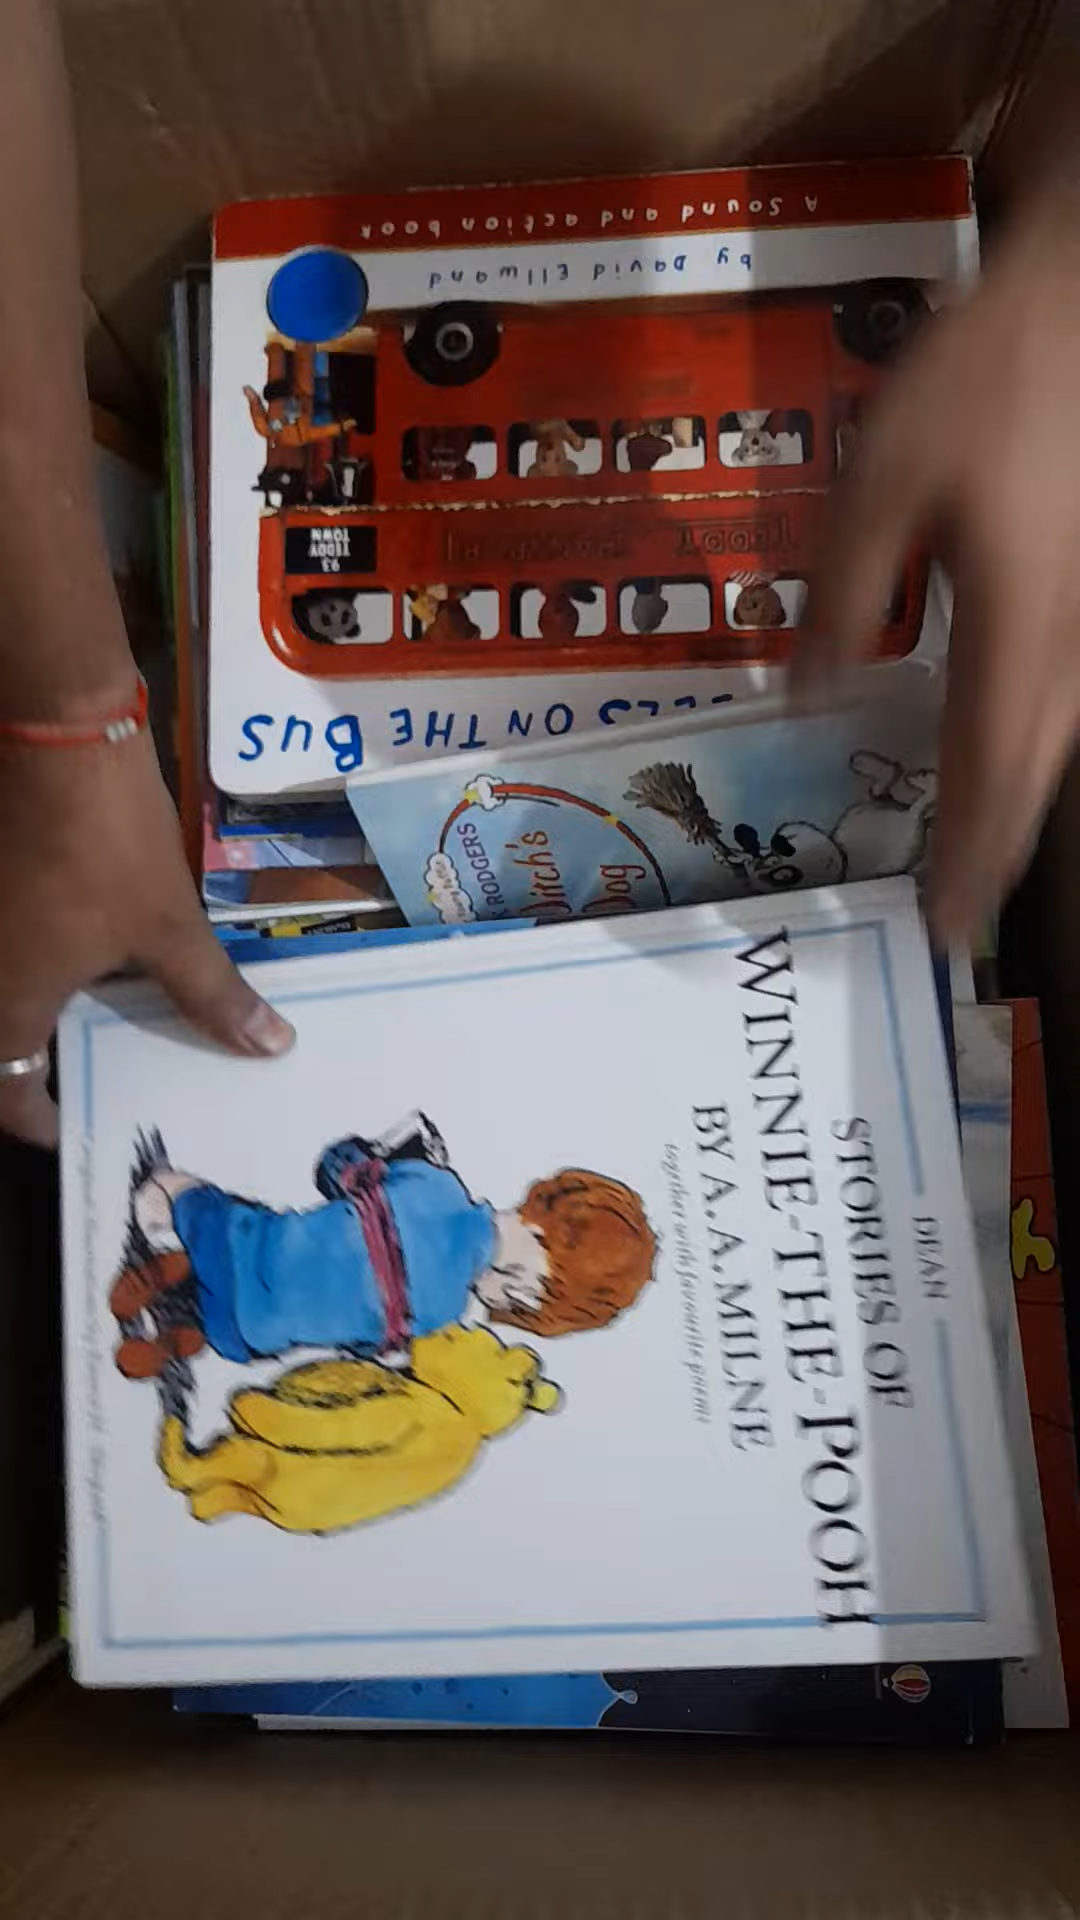 A sound and action book
by David Ellwand
93
TEDDY
TOWN
ON THE BUS
RODGERS
Witch's
Dog
DEAN
STORIES OF
WINNIE-THE-POOH
BY A.A.MILNE
together with favourite poems